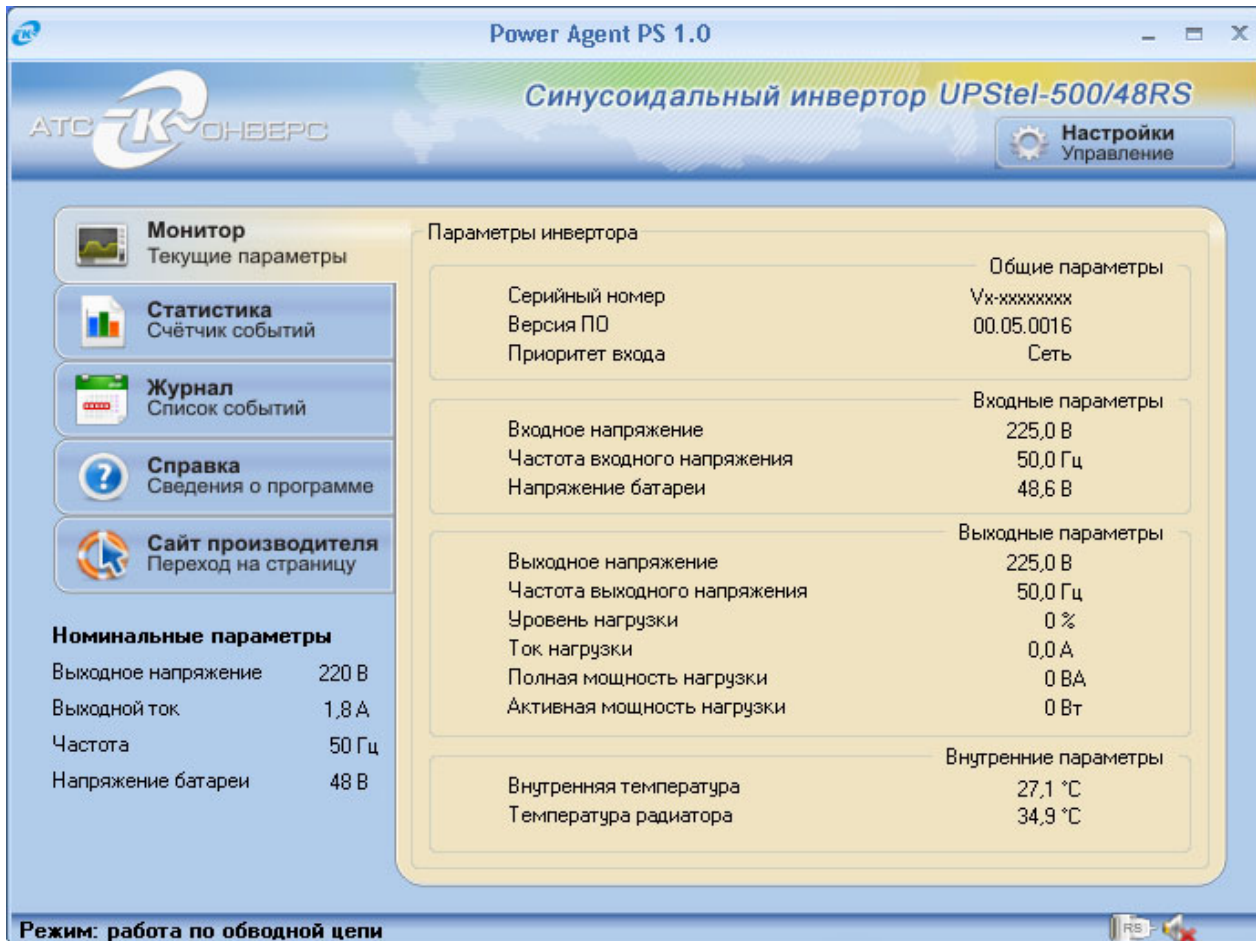 Power Agent PS 1.0
АТС КОНВЕРС
Синусоидальный инвертор UPStel-500/48RS
Настройки
Управление
Монитор
Текущие параметры
Статистика
Счётчик событий
Журнал
Список событий
Справка
Сведения о программе
Сайт производителя
Переход на страницу
Номинальные параметры
Выходное напряжение 220 В
Выходной ток 1,8 А
Частота 50 Гц
Напряжение батареи 48 В
Параметры инвертора
Общие параметры
Серийный номер Vx-xxxxxxxx
Версия ПО 00.05.0016
Приоритет входа Сеть
Входные параметры
Входное напряжение 225,0 В
Частота входного напряжения 50,0 Гц
Напряжение батареи 48,6 В
Выходные параметры
Выходное напряжение 225,0 В
Частота выходного напряжения 50,0 Гц
Уровень нагрузки 0 %
Ток нагрузки 0,0 А
Полная мощность нагрузки 0 ВА
Активная мощность нагрузки 0 Вт
Внутренние параметры
Внутренняя температура 27,1 °C
Температура радиатора 34,9 °C
Режим: работа по обводной цепи
RS